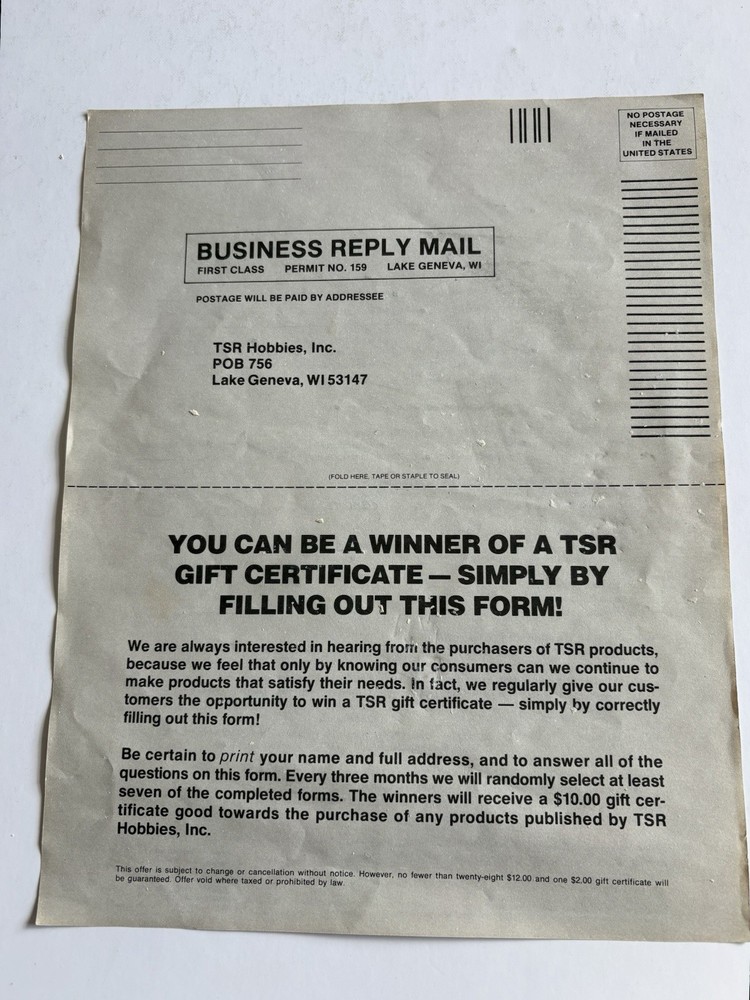 NO POSTAGE
NECESSARY
IF MAILED
IN THE
UNITED STATES
BUSINESS REPLY MAIL
FIRST CLASS PERMIT NO. 159 LAKE GENEVA, WI
POSTAGE WILL BE PAID BY ADDRESSEE
TSR Hobbies, Inc.
POB 756
Lake Geneva, WI 53147
(FOLD HERE, TAPE OR STAPLE TO SEAL)
YOU CAN BE A WINNER OF A TSR
GIFT CERTIFICATE — SIMPLY BY
FILLING OUT THIS FORM!
We are always interested in hearing from the purchasers of TSR products,
because we feel that only by knowing our consumers can we continue to
make products that satisfy their needs. In fact, we regularly give our cus-
tomers the opportunity to win a TSR gift certificate — simply by correctly
filling out this form!
Be certain to print your name and full address, and to answer all of the
questions on this form. Every three months we will randomly select at least
seven of the completed forms. The winners will receive a $10.00 gift cer-
tificate good towards the purchase of any products published by TSR
Hobbies, Inc.
This offer is subject to change or cancellation without notice. However, no fewer than twenty-eight $12.00 and one $2.00 gift certificate will
be guaranteed. Offer void where taxed or prohibited by law.